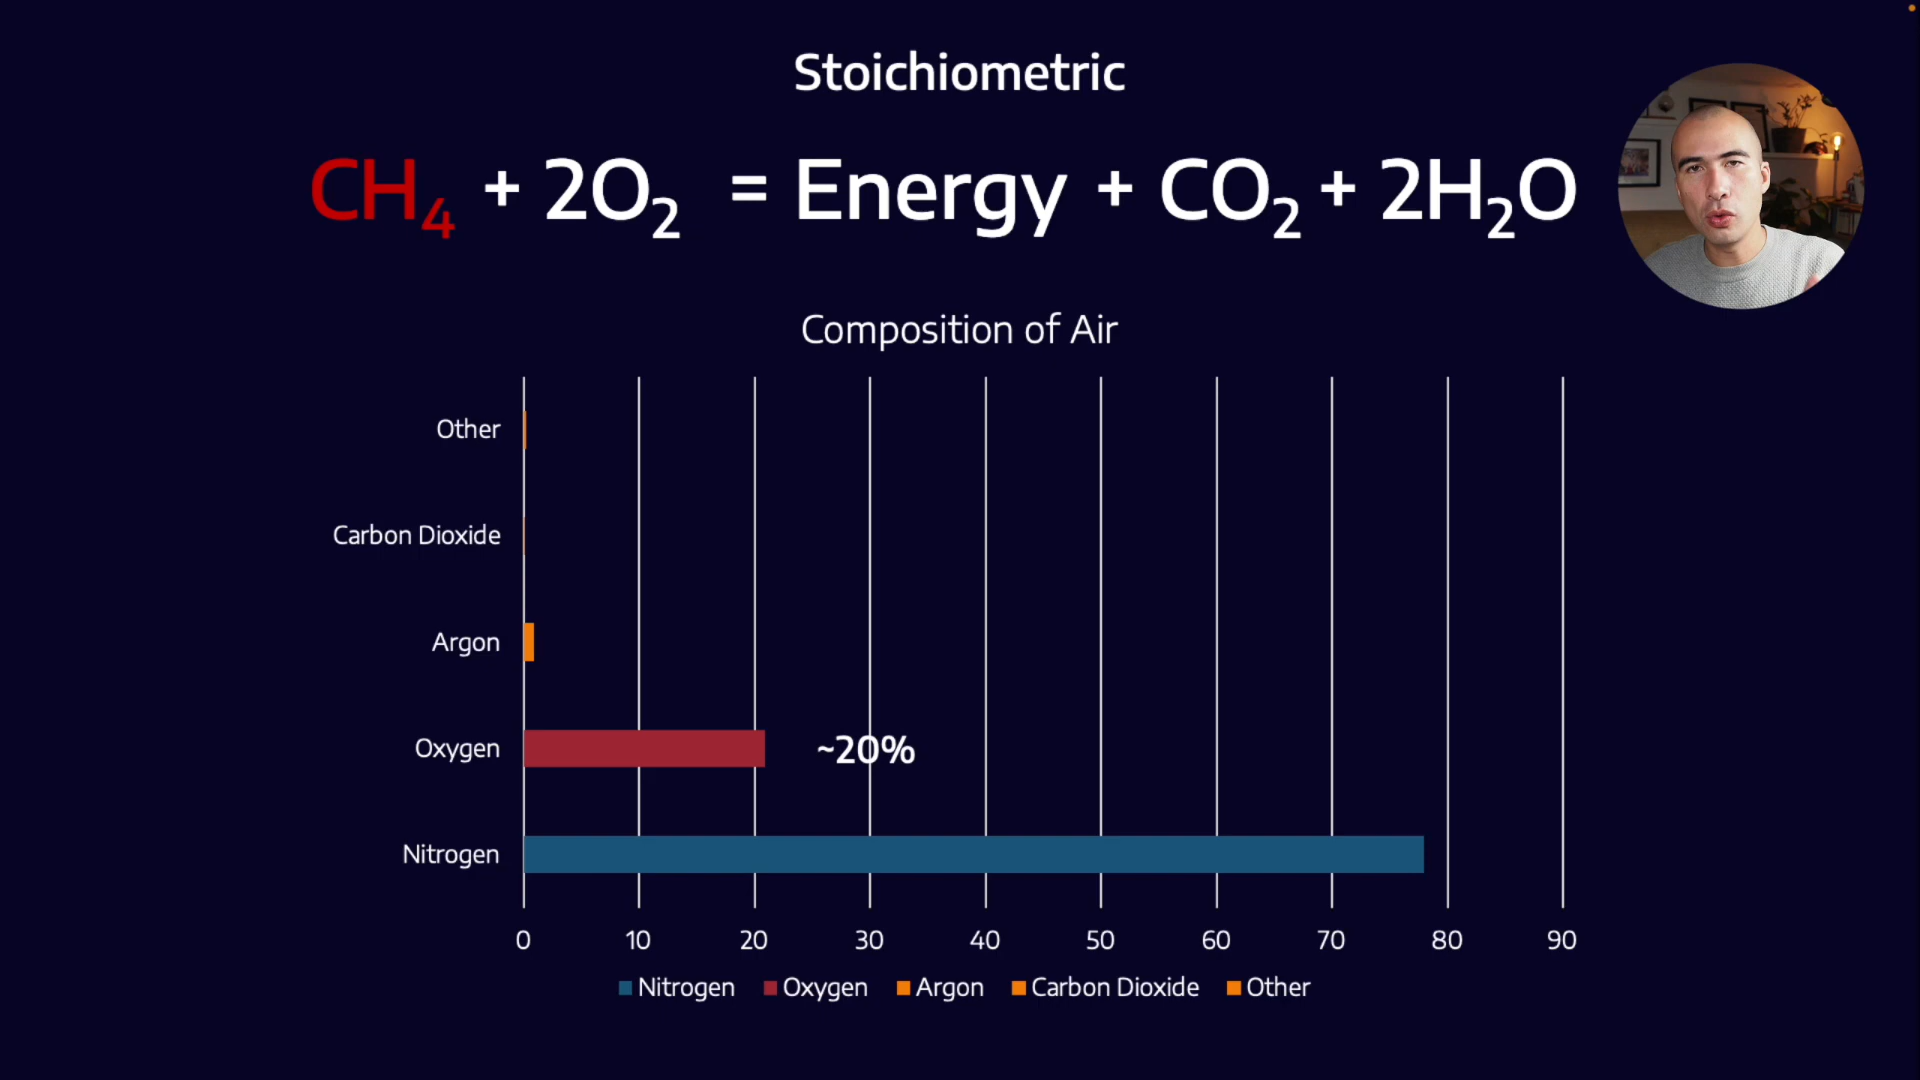 Stoichiometric
CH₄ + 2O₂ = Energy + CO₂ + 2H₂O
Composition of Air
Other
Carbon Dioxide
Argon
Oxygen
~20%
Nitrogen
0 10 20 30 40 50 60 70 80 90
Nitrogen Oxygen Argon Carbon Dioxide Other